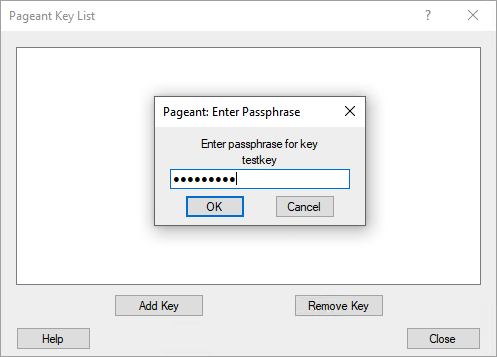 Pageant Key List
Pageant: Enter Passphrase
Enter passphrase for key
testkey
●●●●●●●●●
OK Cancel
Add Key Remove Key
Help Close